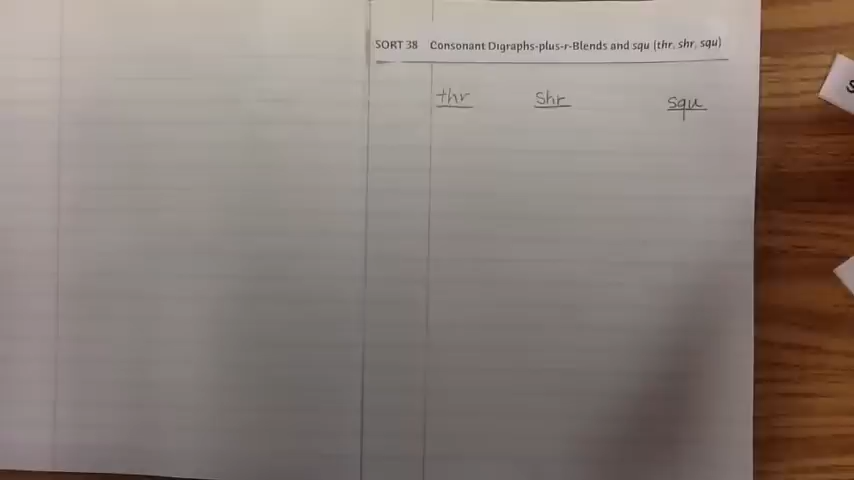 SORT 38 Consonant Digraphs-plus-r-Blends and squ (thr, shr, squ)
thr shr squ